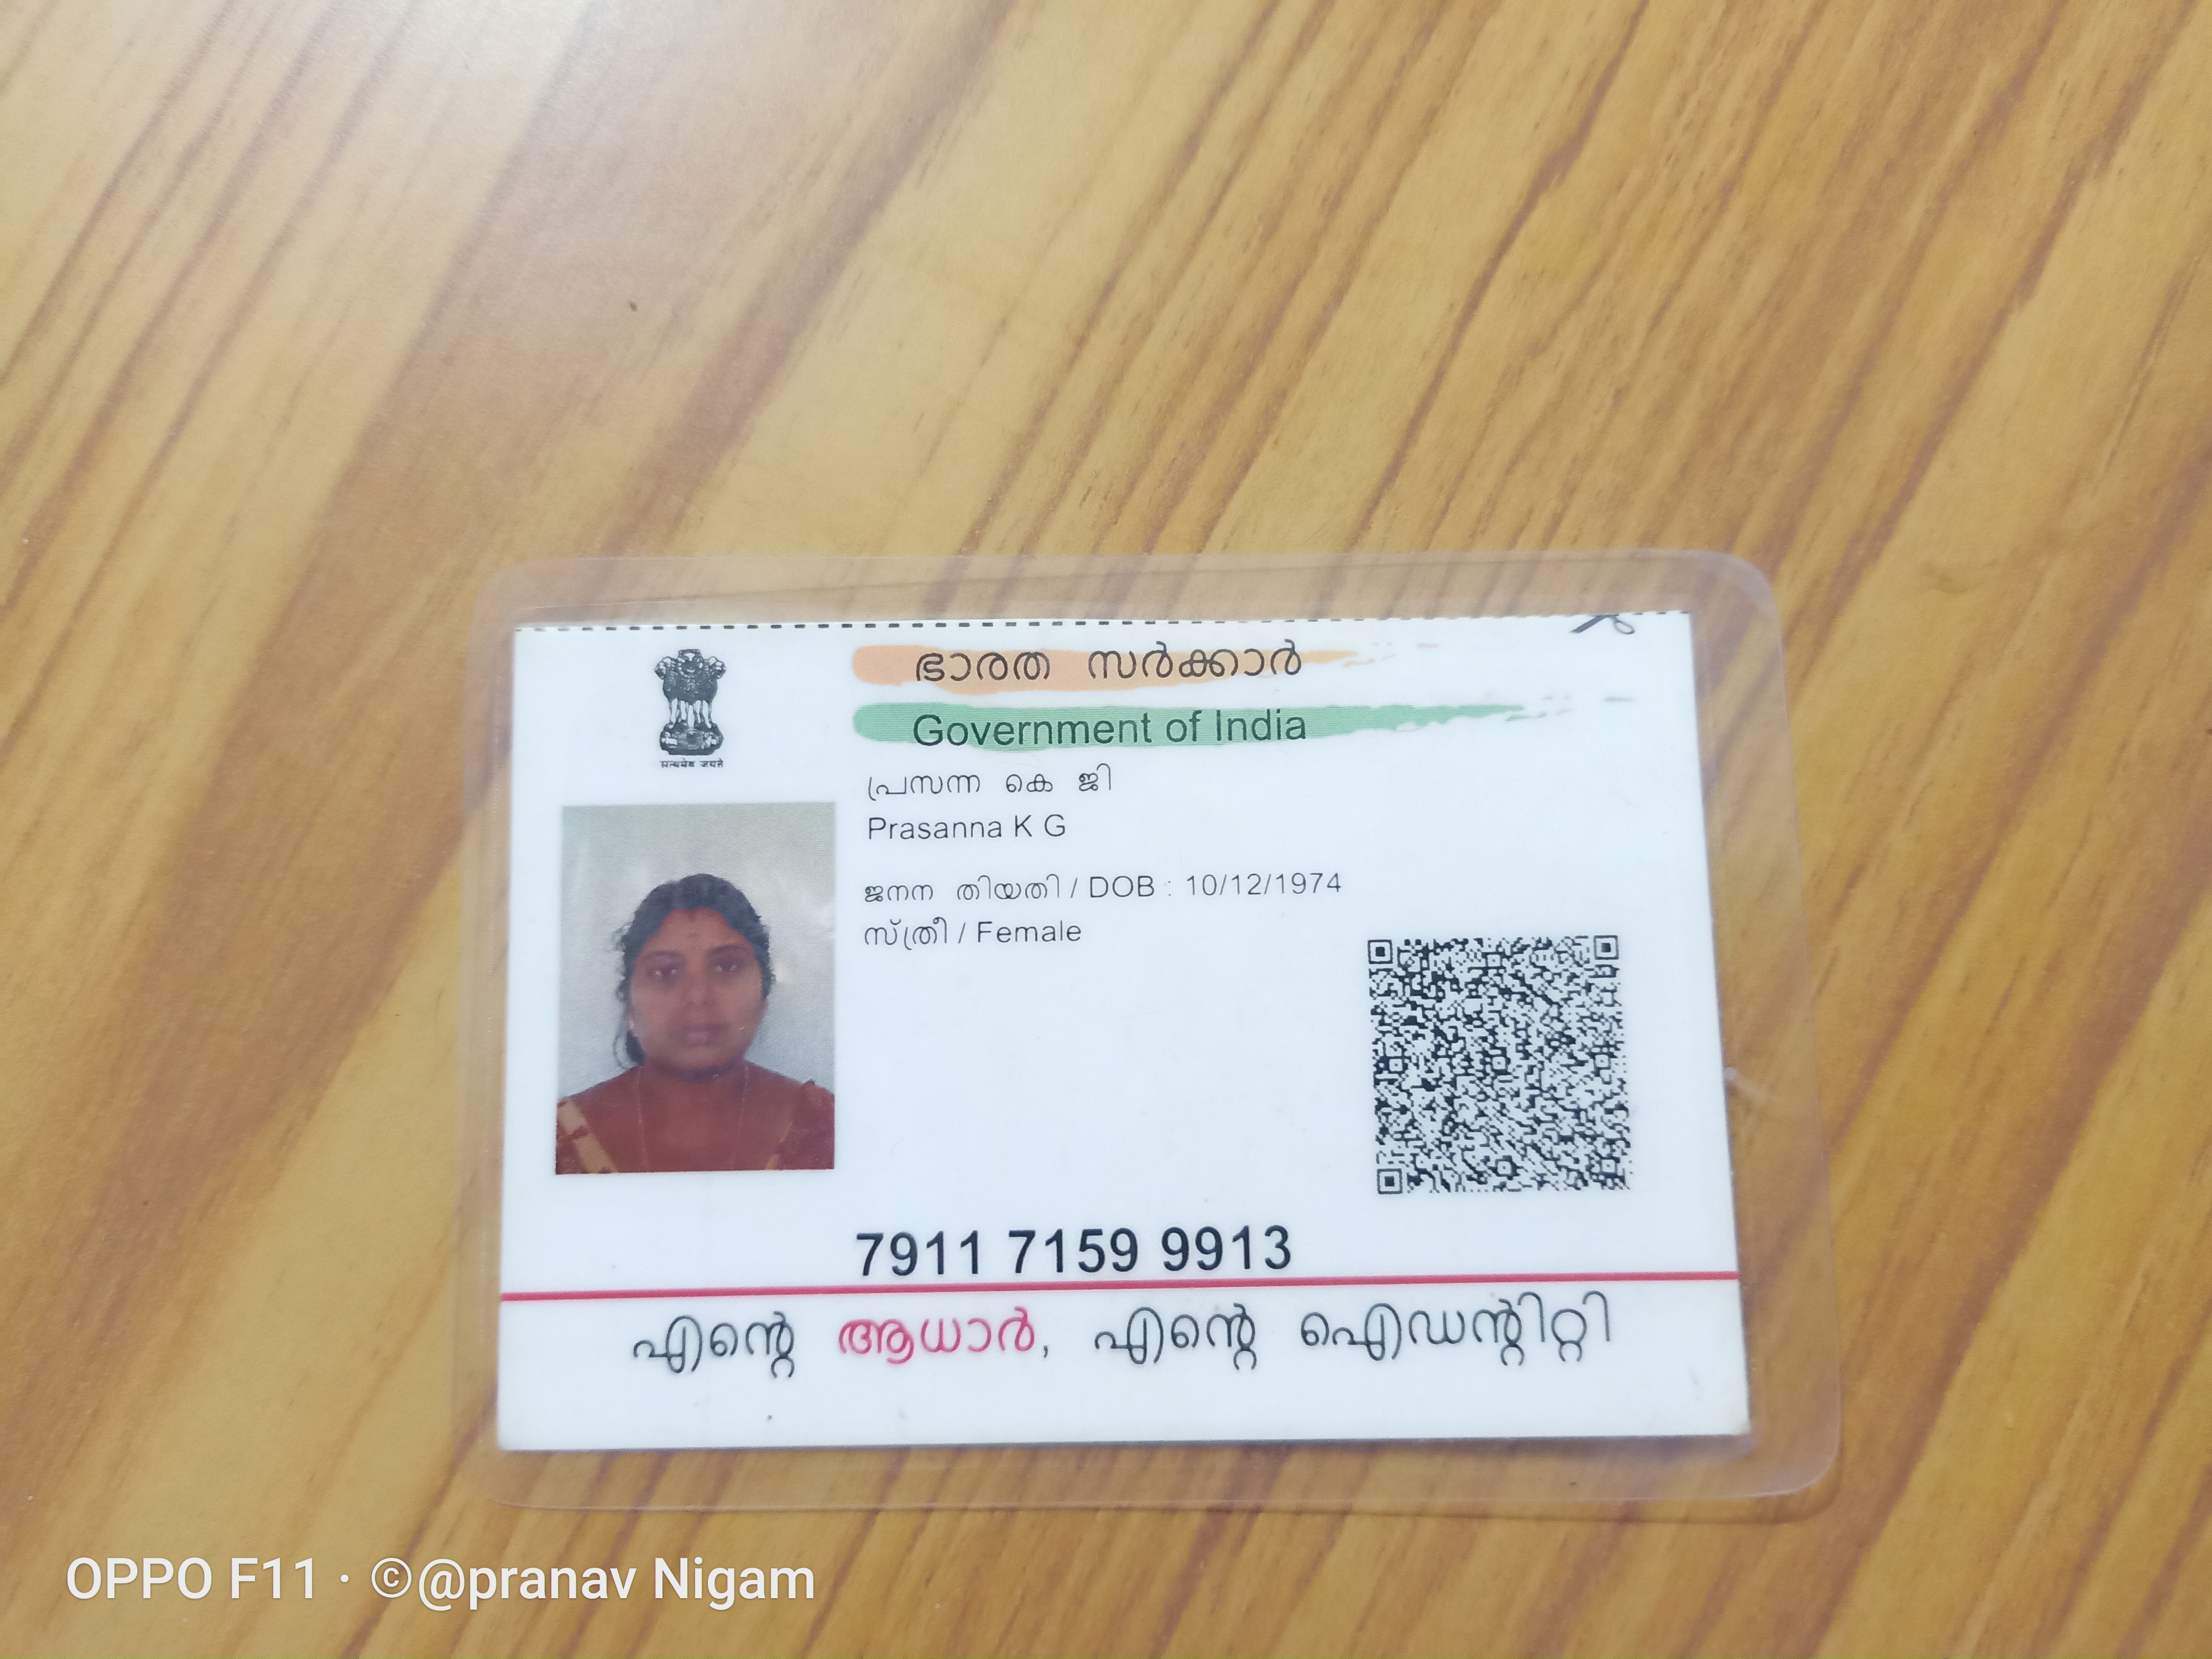 ഭാരത സർക്കാർ
Government of India
सत्यमेव जयते
പ്രസന്ന കെ ജി
Prasanna K G
ജനന തിയതി / DOB : 10/12/1974
സ്ത്രീ / Female
7911 7159 9913
എന്റെ ആധാർ, എന്റെ ഐഡന്റിറ്റി
OPPO F11 · ©@pranav Nigam